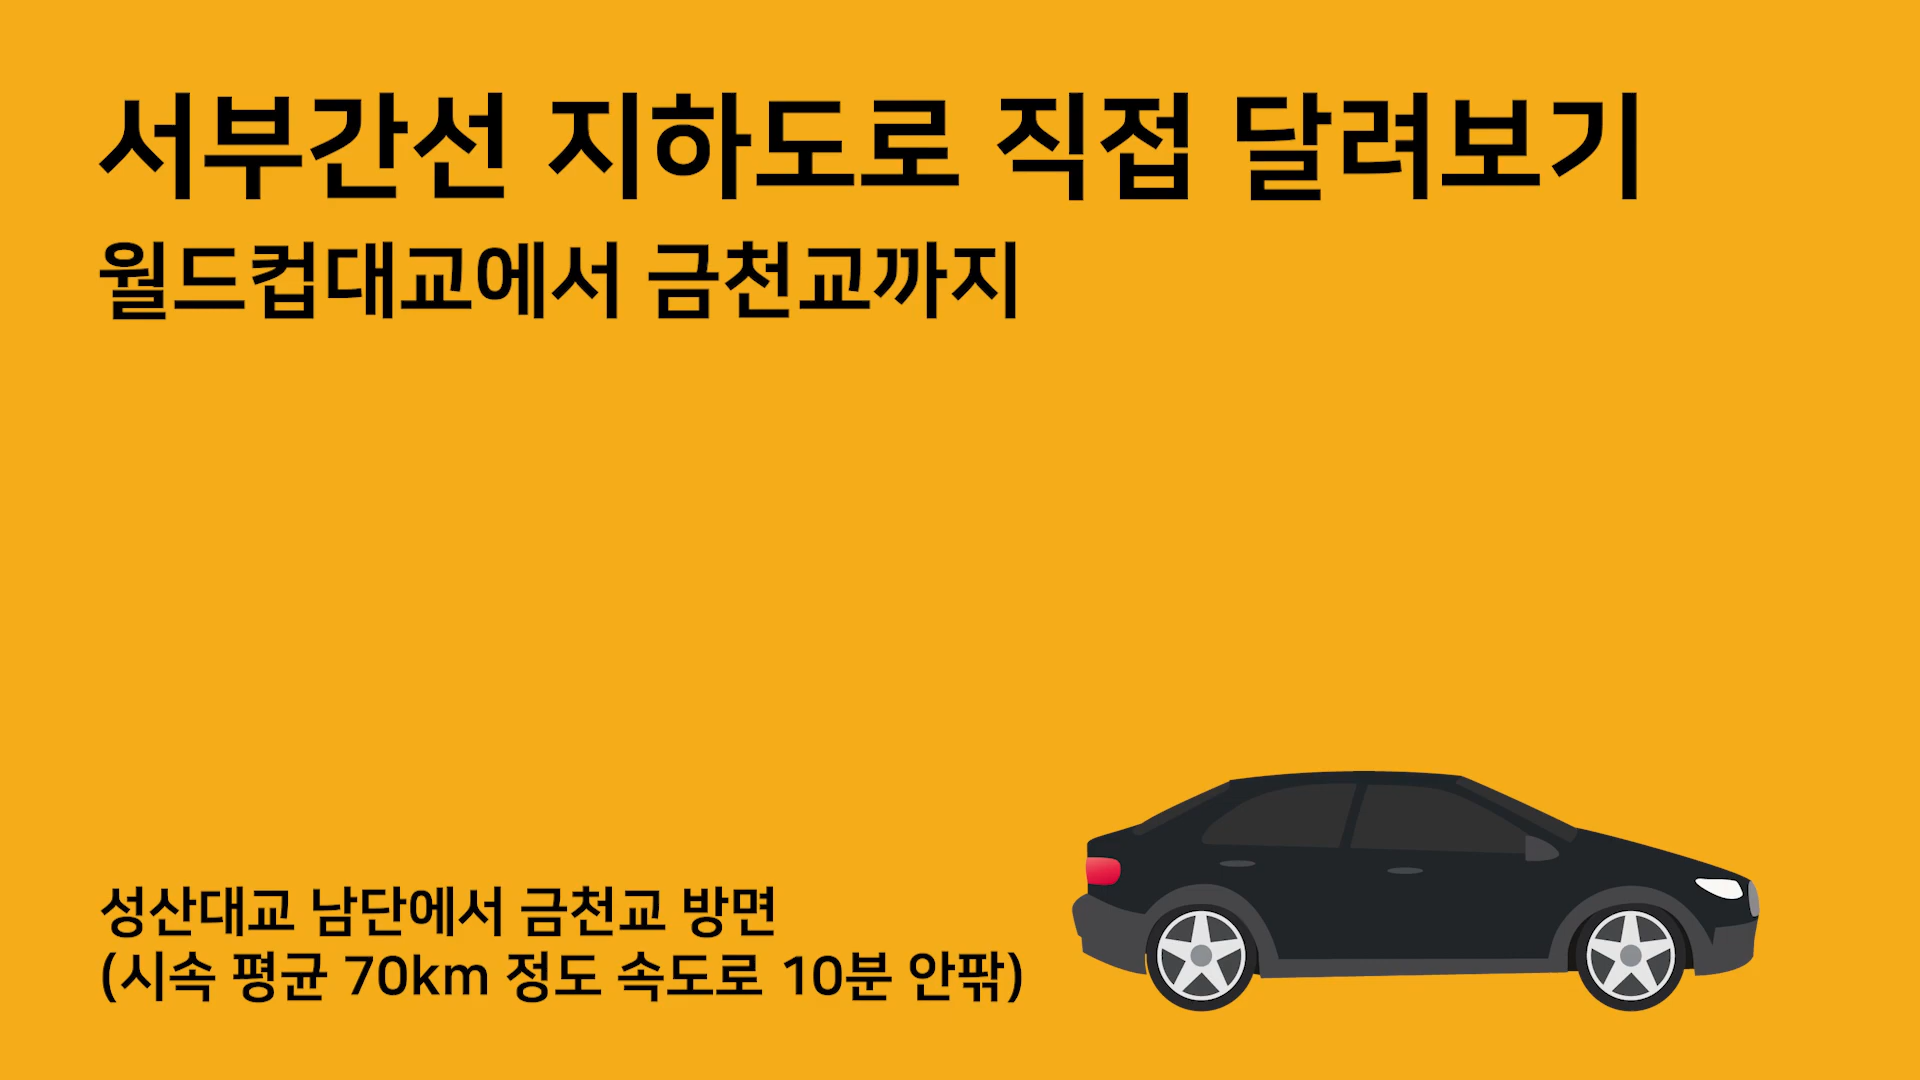 서부간선 지하도로 직접 달려보기
월드컵대교에서 금천교까지
성산대교 남단에서 금천교 방면
(시속 평균 70km 정도 속도로 10분 안팎)